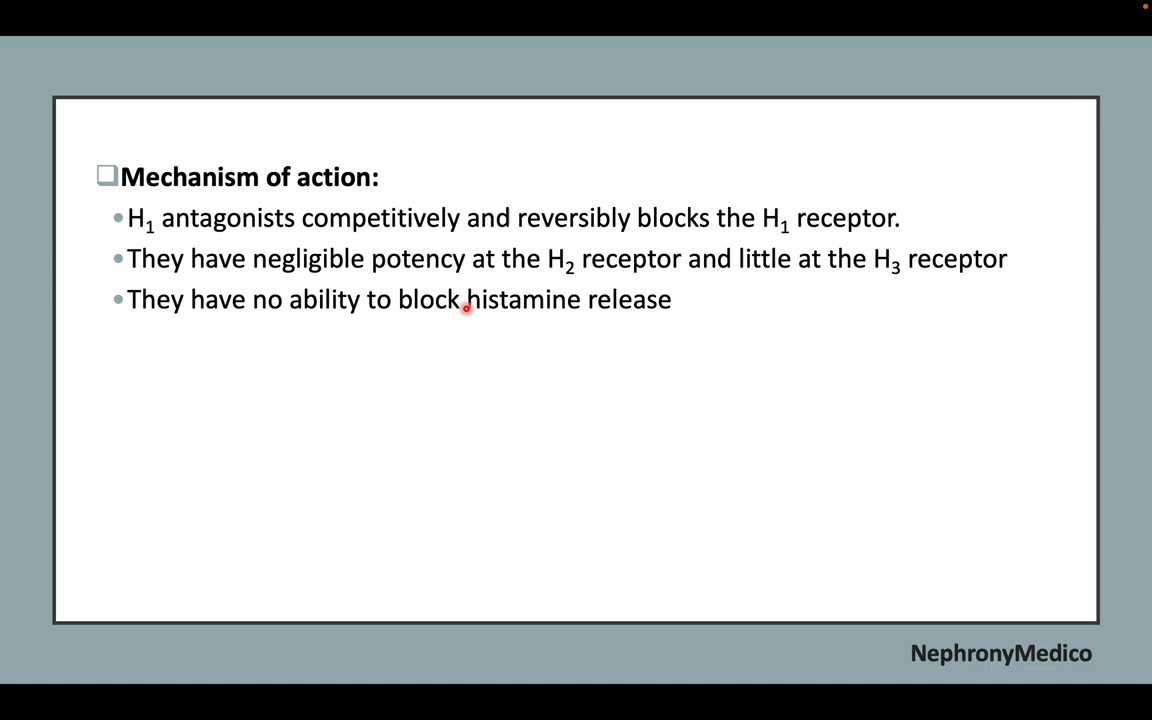 Mechanism of action:
H₁ antagonists competitively and reversibly blocks the H₁ receptor.
They have negligible potency at the H₂ receptor and little at the H₃ receptor
They have no ability to block histamine release
NephronyMedico